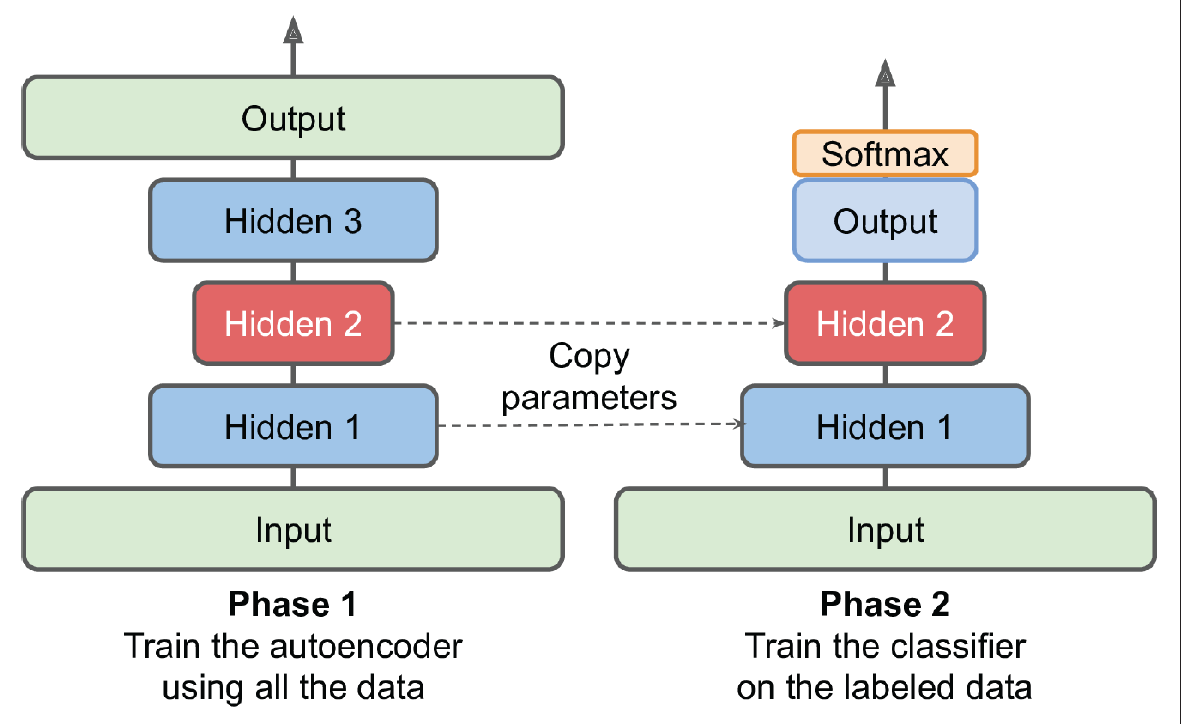 Output
Hidden 3
Hidden 2
Hidden 1
Input
Phase 1
Train the autoencoder
using all the data
Copy
parameters
Softmax
Output
Hidden 2
Hidden 1
Input
Phase 2
Train the classifier
on the labeled data